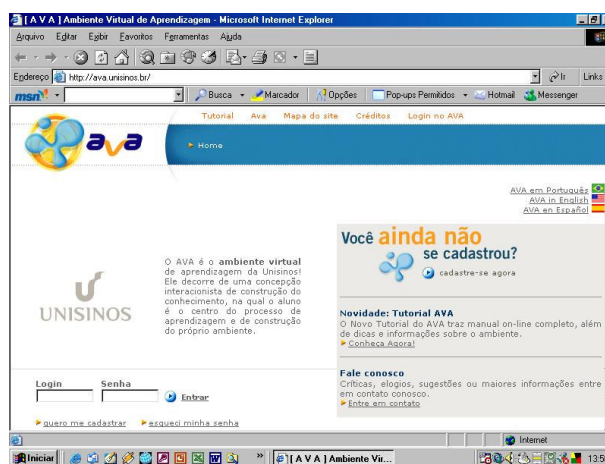 [ A V A ] Ambiente Virtual de Aprendizagem - Microsoft Internet Explorer
Arquivo Editar Exibir Favoritos Ferramentas Ajuda
Endereço http://ava.unisinos.br/ Ir Links
msn Busca Marcador Opções Pop-ups Permitidos Hotmail Messenger
Tutorial Ava Mapa do site Créditos Login no AVA
ava
Home
AVA em Português
AVA in English
AVA en Español
Você ainda não
se cadastrou?
cadastre-se agora
UNISINOS
O AVA é o ambiente virtual
de aprendizagem da Unisinos!
Ele decorre de uma concepção
interacionista de construção do
conhecimento, na qual o aluno
é o centro do processo de
aprendizagem e de construção
do próprio ambiente.
Novidade: Tutorial AVA
O Novo Tutorial do AVA traz manual on-line completo, além
de dicas e informações sobre o ambiente.
Conheça Agora!
Fale conosco
Críticas, elogios, sugestões ou maiores informações entre
em contato conosco.
Entre em contato
Login Senha
Entrar
quero me cadastrar esqueci minha senha
Internet
Iniciar » [ A V A ] Ambiente Vir...